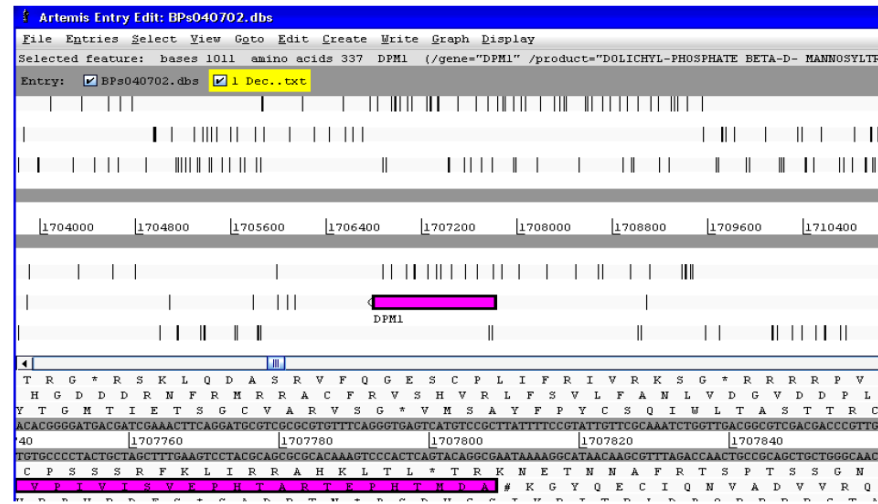 Artemis Entry Edit: BPs040702.dbs
File Entries Select View Goto Edit Create Write Graph Display
Selected feature: bases 1011 amino acids 337 DPM1 (/gene="DPM1" /product="DOLICHYL-PHOSPHATE BETA-D- MANNOSYLTR
Entry: BPs040702.dbs 1 Dec..txt
1704000 1704800 1705600 1706400 1707200 1708000 1708800 1709600 1710400
DPM1
T R G * R S K L Q D A S R V F Q G E S C P L I F R I V R K S G * R R R R P V
H G D D R N F R M R R A C F R V S H V R L F S V L F A N L V D G D D P L
Y T G M T I E T S G C V A R V S G * V M S A Y F P Y C S Q I W L T A S T T R C
ACACGGGGATGACGATCGAAACTTCAGGATGCGTCGCGCGTGTTTCAGGGTGAGTCATGTCCGCTTATTTTCCGTATTGTTCGCAAATCTGGTTGACGGCGTCGACGACCCGTTG
'40 1707760 1707780 1707800 1707820 1707840
TGTGCCCCTACTGCTAGCTTTGAAGTCCTACGCAGCGCGCACAAAGTCCCACTCAGTACAGGCGAATAAAAGGCATAACAAGCGTTTAGACCAACTGCCGCAGCTGCTGGGCAAC
C P S S S R F K L I R R A H K L T L * T R K N E T N N A F R T S P T S S G N
V P I V I S V E P H T A R T E P H T M D A # K G Y Q E C I Q N V A D V V R Q